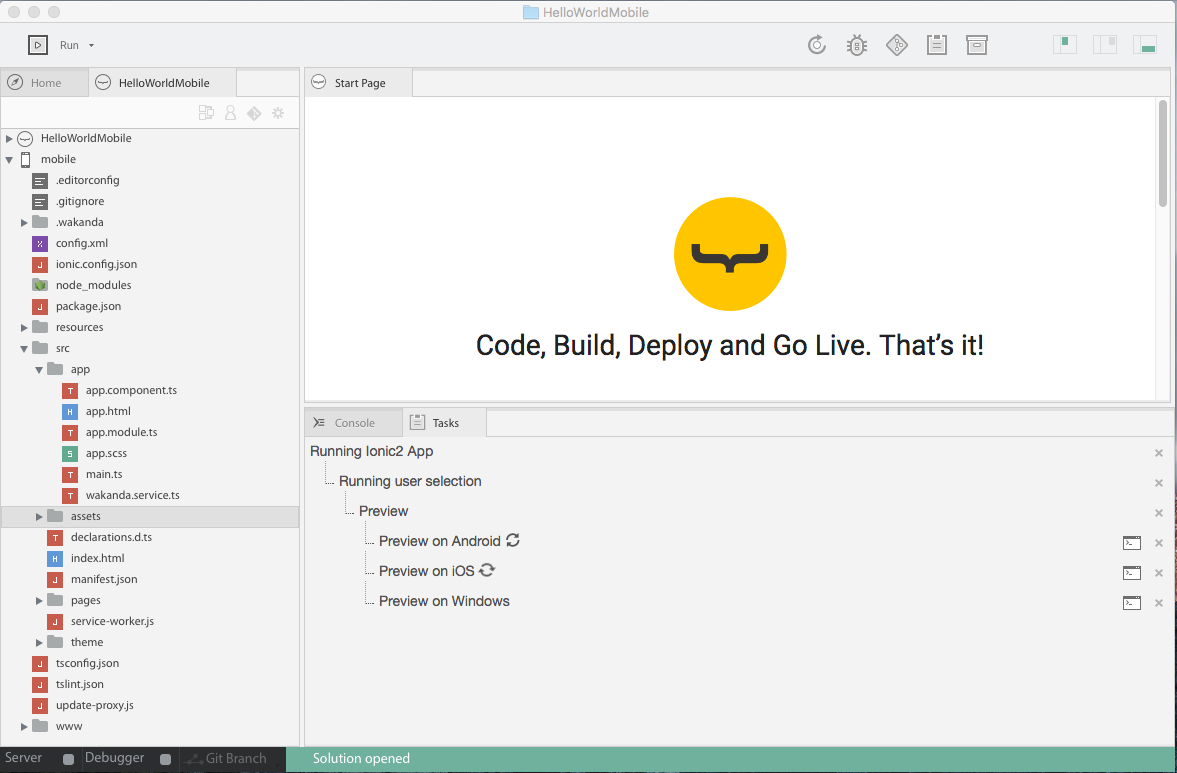 HelloWorldMobile
Run
Home
HelloWorldMobile
Start Page
HelloWorldMobile
mobile
.editorconfig
.gitignore
.wakanda
config.xml
ionic.config.json
node_modules
package.json
resources
src
app
app.component.ts
app.html
app.module.ts
app.scss
main.ts
wakanda.service.ts
assets
declarations.d.ts
index.html
manifest.json
pages
service-worker.js
theme
tsconfig.json
tslint.json
update-proxy.js
www
Code, Build, Deploy and Go Live. That's it!
Console
Tasks
Running Ionic2 App
Running user selection
Preview
Preview on Android
Preview on iOS
Preview on Windows
Server
Debugger
Git Branch
Solution opened